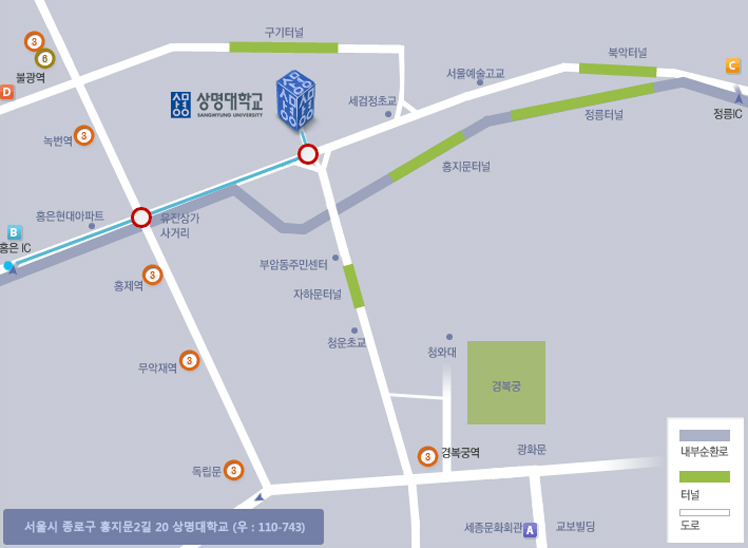 구기터널
북악터널
3
6
불광역
D
서울예술고교
C
상명대학교
SANGMYUNG UNIVERSITY
상명
세검정초교
정릉터널
정릉IC
녹번역
3
홍지문터널
홍은현대아파트
유진상가
사거리
B
홍은 IC
부암동주민센터
홍제역
3
자하문터널
청운초교
청와대
무악재역
3
경복궁
3
경복궁역
광화문
내부순환로
독립문
3
터널
서울시 종로구 홍지문2길 20 상명대학교 (우 : 110-743)
세종문화회관
A
교보빌딩
도로